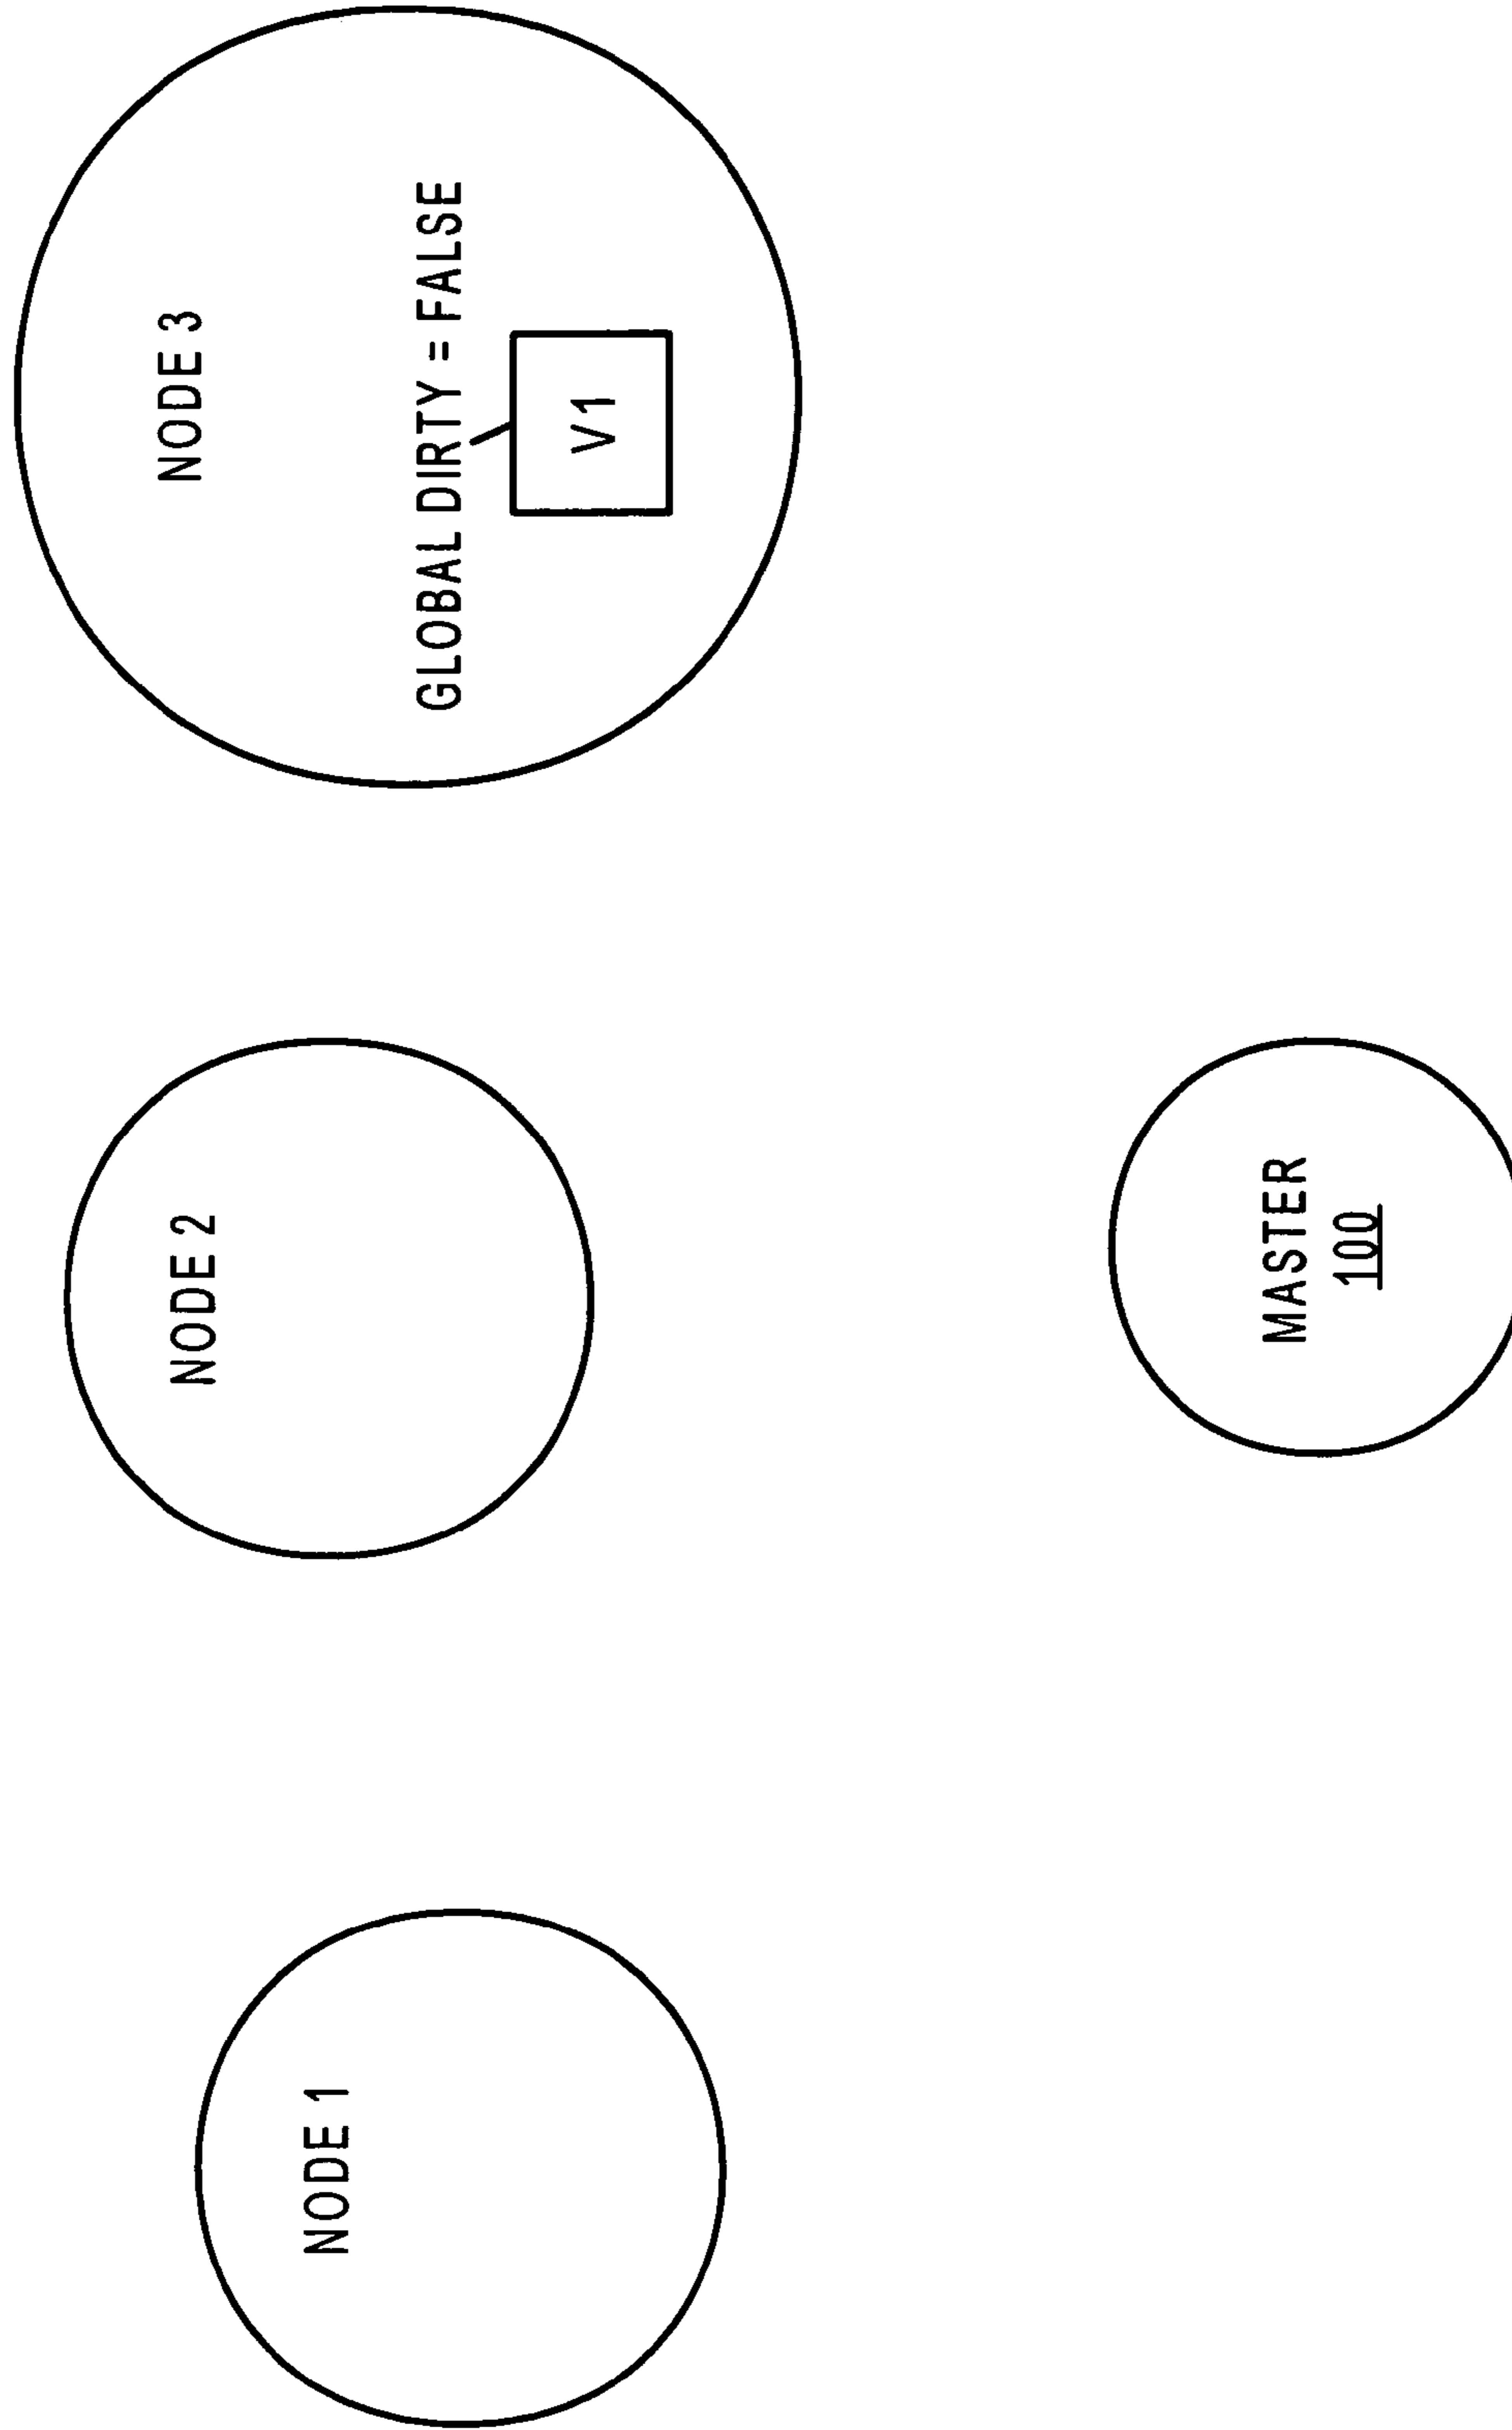 NODE 1
NODE 2
NODE 3
GLOBAL DIRTY = FALSE
V1
MASTER
100